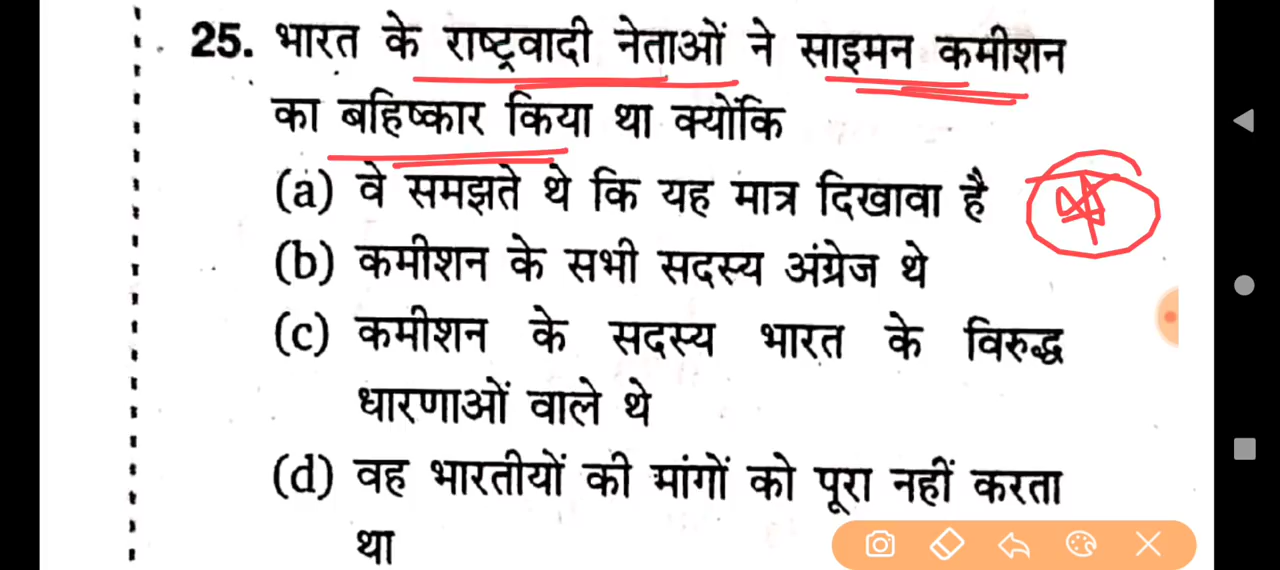 25. भारत के राष्ट्रवादी नेताओं ने साइमन कमीशन
का बहिष्कार किया था क्योंकि
(a) वे समझते थे कि यह मात्र दिखावा है
(b) कमीशन के सभी सदस्य अंग्रेज थे
(c) कमीशन के सदस्य भारत के विरुद्ध
धारणाओं वाले थे
(d) वह भारतीयों की मांगों को पूरा नहीं करता
था